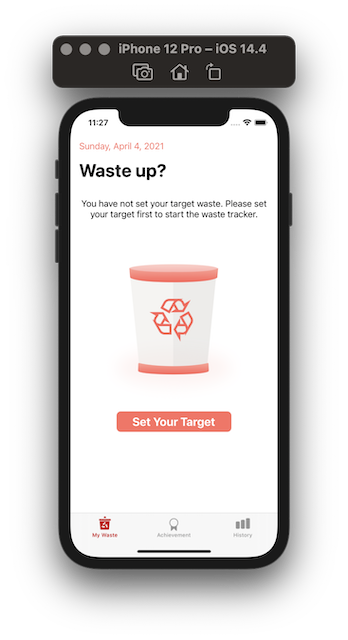 iPhone 12 Pro – iOS 14.4
11:27
Sunday, April 4, 2021
Waste up?
You have not set your target waste. Please set
your target first to start the waste tracker.
Set Your Target
My Waste
Achievement
History